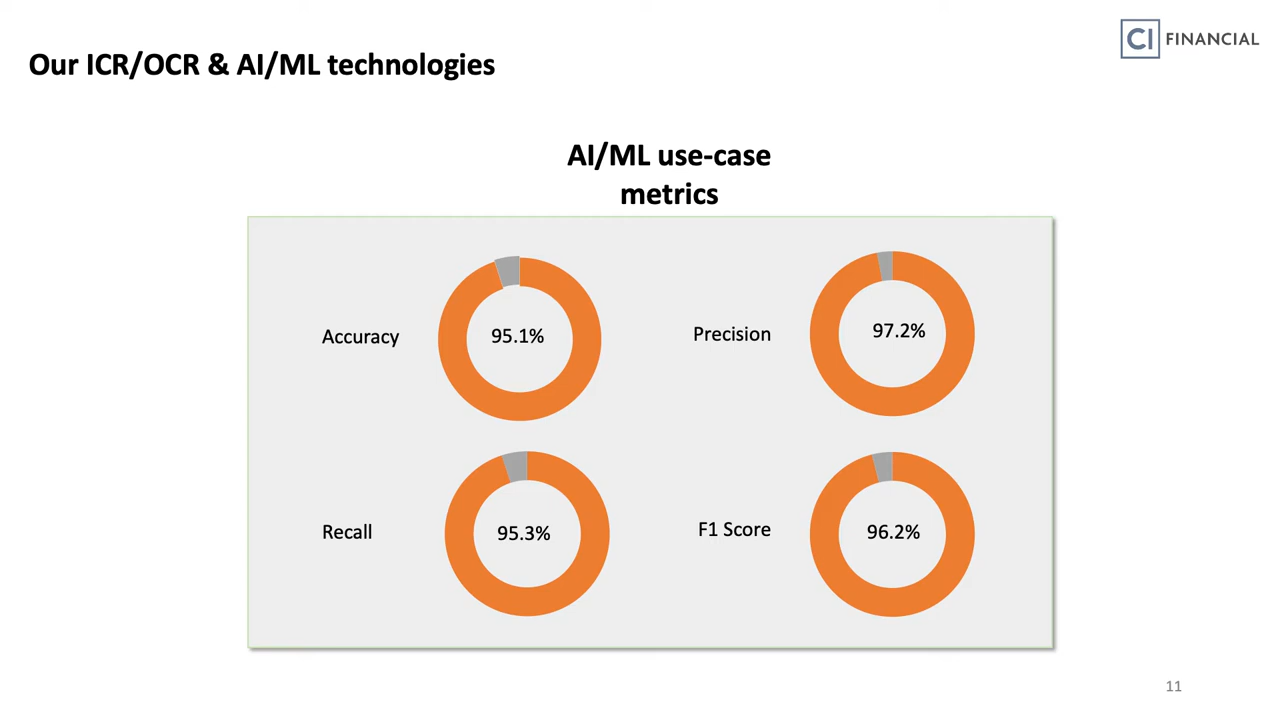 CI FINANCIAL
Our ICR/OCR & AI/ML technologies
AI/ML use-case
metrics
Accuracy
95.1%
Precision
97.2%
Recall
95.3%
F1 Score
96.2%
11